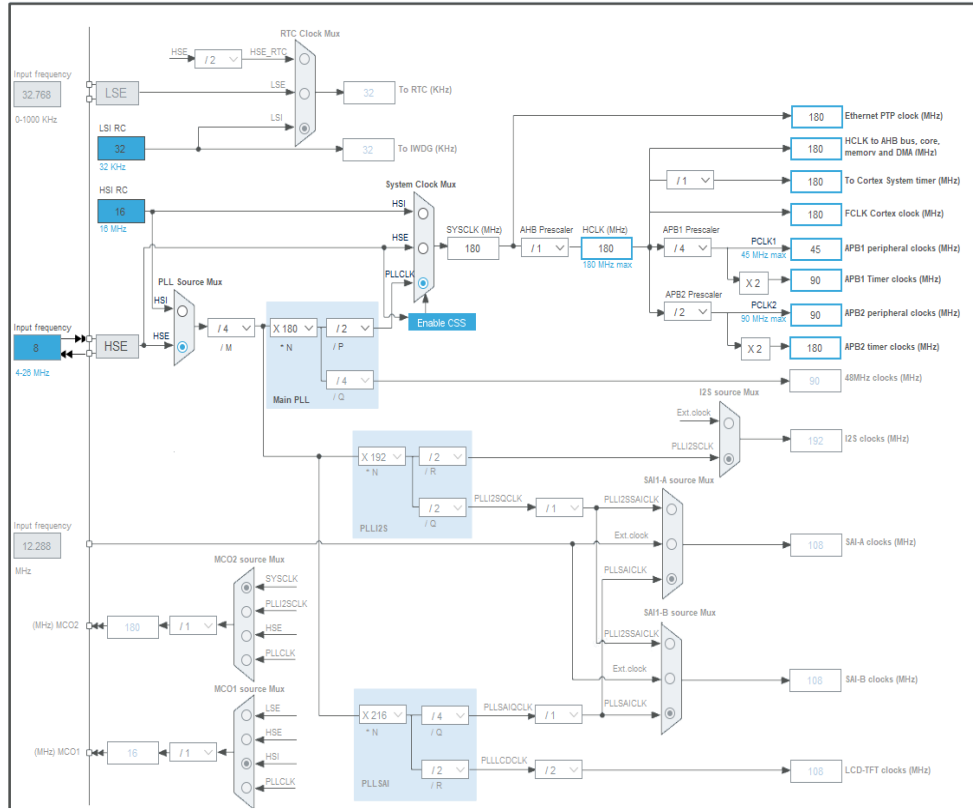 RTC Clock Mux
HSE
/ 2
HSE_RTC
Input frequency
32.768
0-1000 KHz
LSE
LSE
32
To RTC (KHz)
LSI RC
32
32 KHz
LSI
32
To IWDG (KHz)
HSI RC
16
16 MHz
System Clock Mux
HSI
HSE
PLLCLK
Enable CSS
SYSCLK (MHz)
180
AHB Prescaler
/ 1
HCLK (MHz)
180
180 MHz max
180
Ethernet PTP clock (MHz)
180
HCLK to AHB bus, core,
memory and DMA (MHz)
/ 1
180
To Cortex System timer (MHz)
180
FCLK Cortex clock (MHz)
APB1 Prescaler
/ 4
PCLK1
45 MHz max
45
APB1 peripheral clocks (MHz)
X 2
90
APB1 Timer clocks (MHz)
APB2 Prescaler
/ 2
PCLK2
90 MHz max
90
APB2 peripheral clocks (MHz)
X 2
180
APB2 timer clocks (MHz)
PLL Source Mux
HSI
HSE
Input frequency
8
4-26 MHz
HSE
/ 4
/ M
X 180
* N
/ 2
/ P
/ 4
/ Q
Main PLL
90
48MHz clocks (MHz)
I2S source Mux
Ext.clock
PLLI2SCLK
192
I2S clocks (MHz)
X 192
* N
/ 2
/ R
/ 2
/ Q
PLLI2S
PLLI2SQCLK
/ 1
SAI1-A source Mux
PLLI2SSAICLK
Ext.clock
PLLSAICLK
108
SAI-A clocks (MHz)
Input frequency
12.288
MHz
SAI1-B source Mux
PLLI2SSAICLK
Ext.clock
PLLSAICLK
108
SAI-B clocks (MHz)
MCO2 source Mux
SYSCLK
PLLI2SCLK
HSE
PLLCLK
(MHz) MCO2
180
/ 1
MCO1 source Mux
LSE
HSE
HSI
PLLCLK
(MHz) MCO1
16
/ 1
X 216
* N
/ 4
/ Q
PLLSAIQCLK
/ 1
/ 2
/ R
PLLSAI
PLLLCDCLK
/ 2
108
LCD-TFT clocks (MHz)